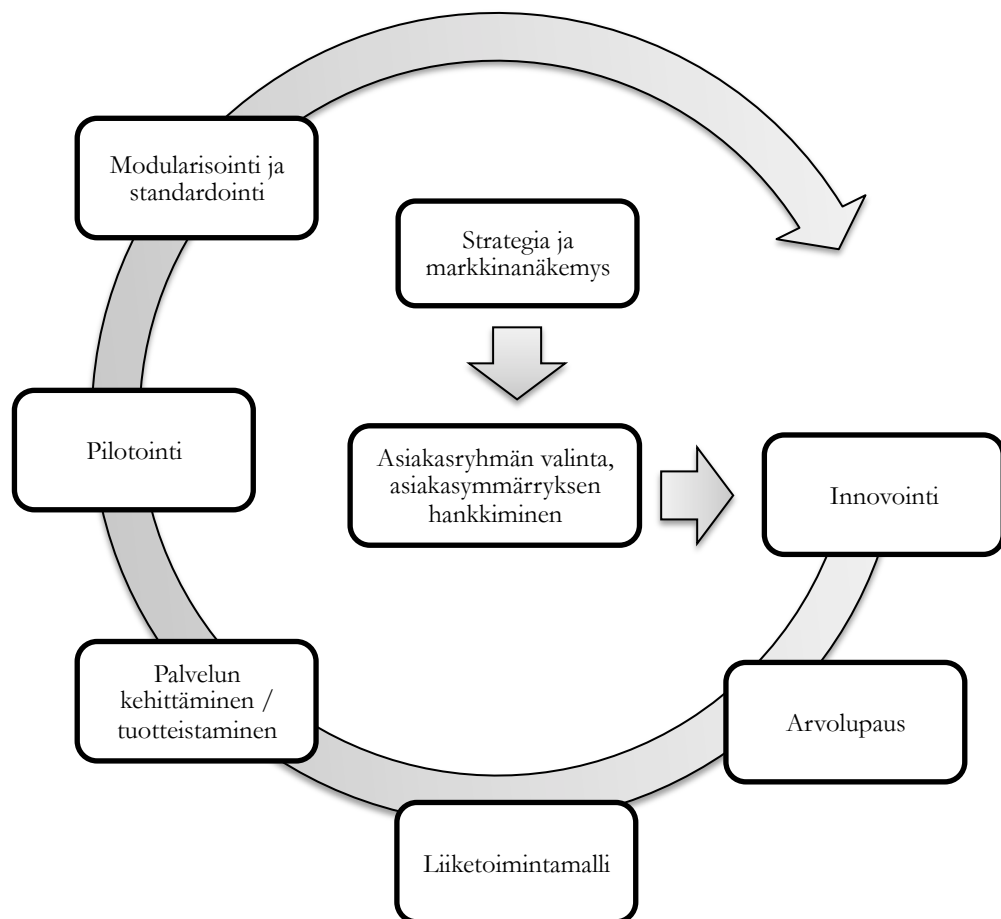 Modularisointi ja
standardointi
Strategia ja
markkinanäkemys
Pilotointi
Asiakasryhmän valinta,
asiakasymmärryksen
hankkiminen
Innovointi
Palvelun
kehittäminen /
tuotteistaminen
Arvolupaus
Liiketoimintamalli